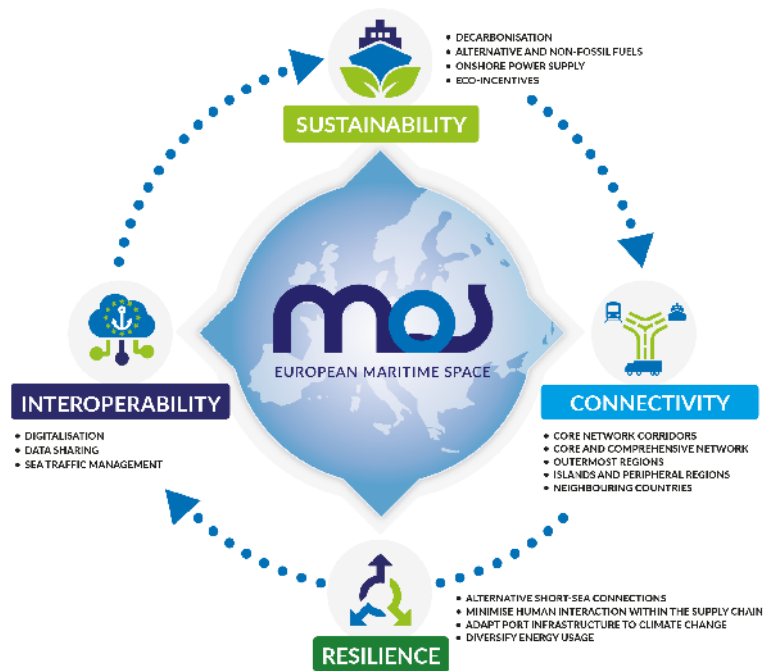 • DECARBONISATION
• ALTERNATIVE AND NON-FOSSIL FUELS
• ONSHORE POWER SUPPLY
• ECO-INCENTIVES
SUSTAINABILITY
mos
EUROPEAN MARITIME SPACE
INTEROPERABILITY
• DIGITALISATION
• DATA SHARING
• SEA TRAFFIC MANAGEMENT
CONNECTIVITY
• CORE NETWORK CORRIDORS
• CORE AND COMPREHENSIVE NETWORK
• OUTERMOST REGIONS
• ISLANDS AND PERIPHERAL REGIONS
• NEIGHBOURING COUNTRIES
• ALTERNATIVE SHORT-SEA CONNECTIONS
• MINIMISE HUMAN INTERACTION WITHIN THE SUPPLY CHAIN
• ADAPT PORT INFRASTRUCTURE TO CLIMATE CHANGE
• DIVERSIFY ENERGY USAGE
RESILIENCE